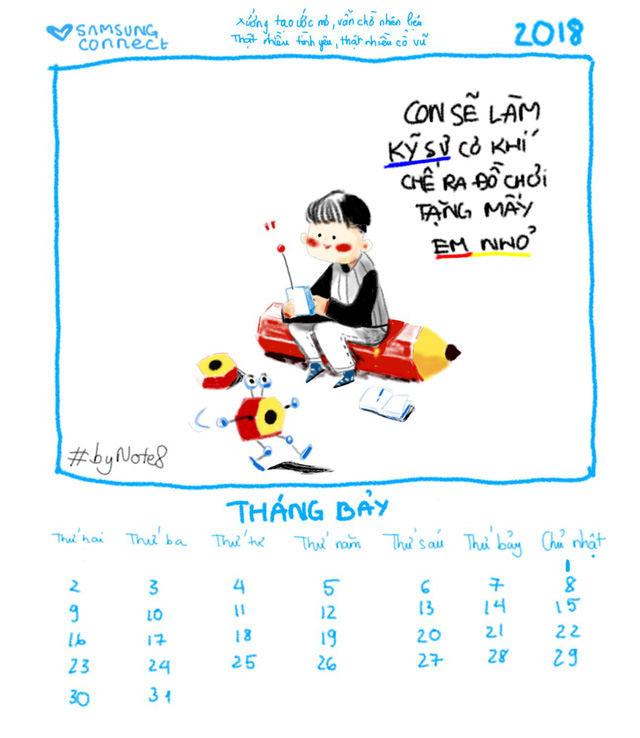 SAMSUNG
connect
Xưởng tạo ước mơ, vẫn chờ nhên liệu
Thật nhiều tình yêu, thật nhiều cổ vũ
2018
CON SẼ LÀM
KỸ SƯ CƠ KHÍ
CHẾ RA ĐỒ CHƠI
TẶNG MẤY
EM NHỎ
#byNote8
THÁNG BẢY
Thứ hai Thứ ba Thứ tư Thứ năm Thứ sáu Thứ bảy Chủ nhật
1
2 3 4 5 6 7 8
9 10 11 12 13 14 15
16 17 18 19 20 21 22
23 24 25 26 27 28 29
30 31